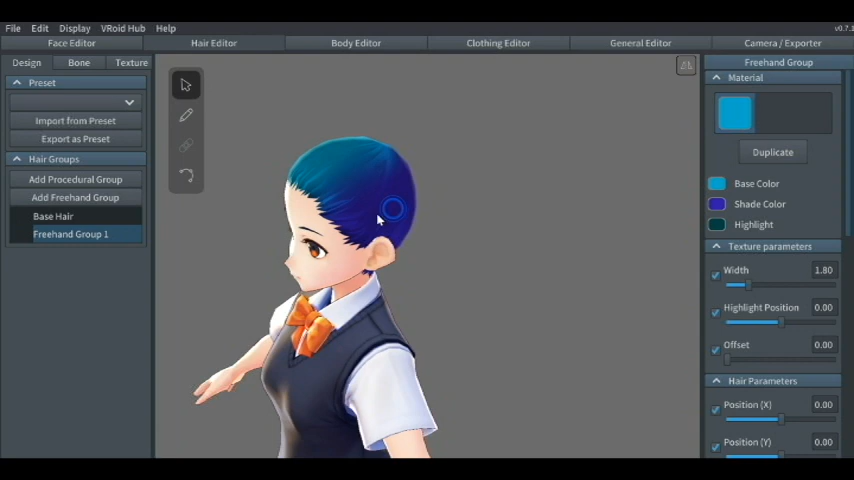 File Edit Display VRoid Hub Help
v0.7.1
Face Editor Hair Editor Body Editor Clothing Editor General Editor Camera / Exporter
Design Bone Texture
Preset
Import from Preset
Export as Preset
Hair Groups
Add Procedural Group
Add Freehand Group
Base Hair
Freehand Group 1
Freehand Group
Material
Duplicate
Base Color
Shade Color
Highlight
Texture parameters
Width 1.80
Highlight Position 0.00
Offset 0.00
Hair Parameters
Position (X) 0.00
Position (Y) 0.00